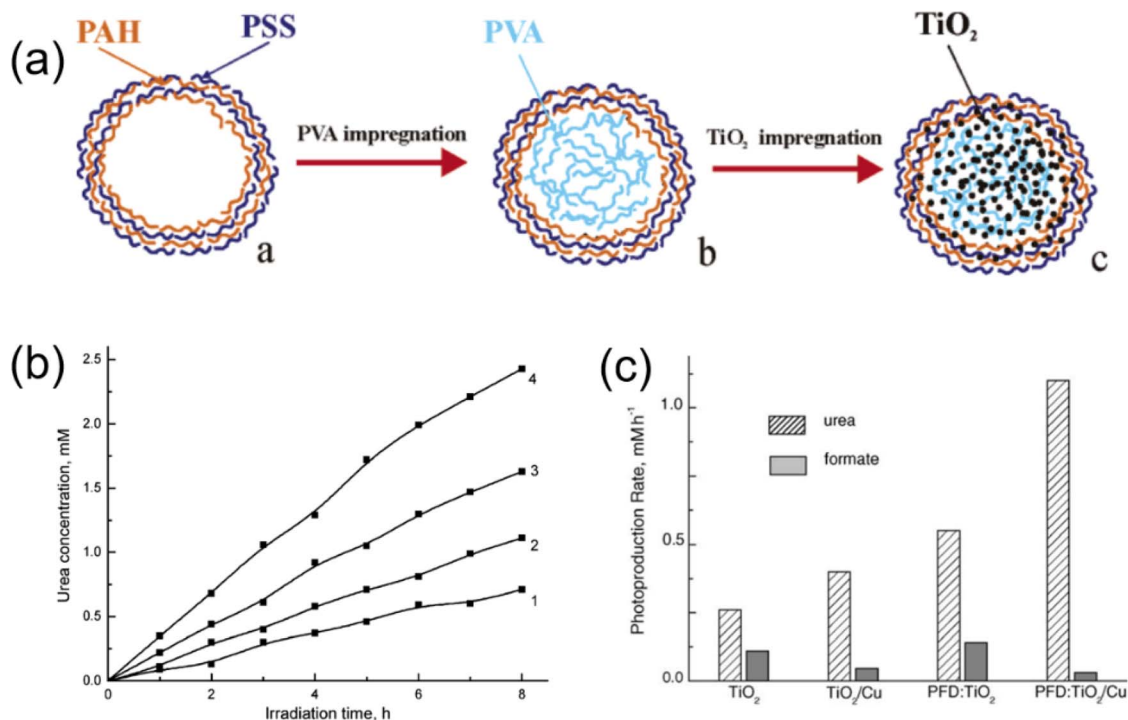 (a)
PAH PSS PVA TiO₂
PVA impregnation
TiO₂ impregnation
a
b
c
(b)
Urea concentration, mM
2.5
2.0
1.5
1.0
0.5
0.0
0 2 4 6 8
4
3
2
1
Irradiation time, h
(c)
Photoproduction Rate, mM h⁻¹
1.0
0.5
0.0
urea
formate
TiO₂ TiO₂/Cu PFD:TiO₂ PFD:TiO₂/Cu